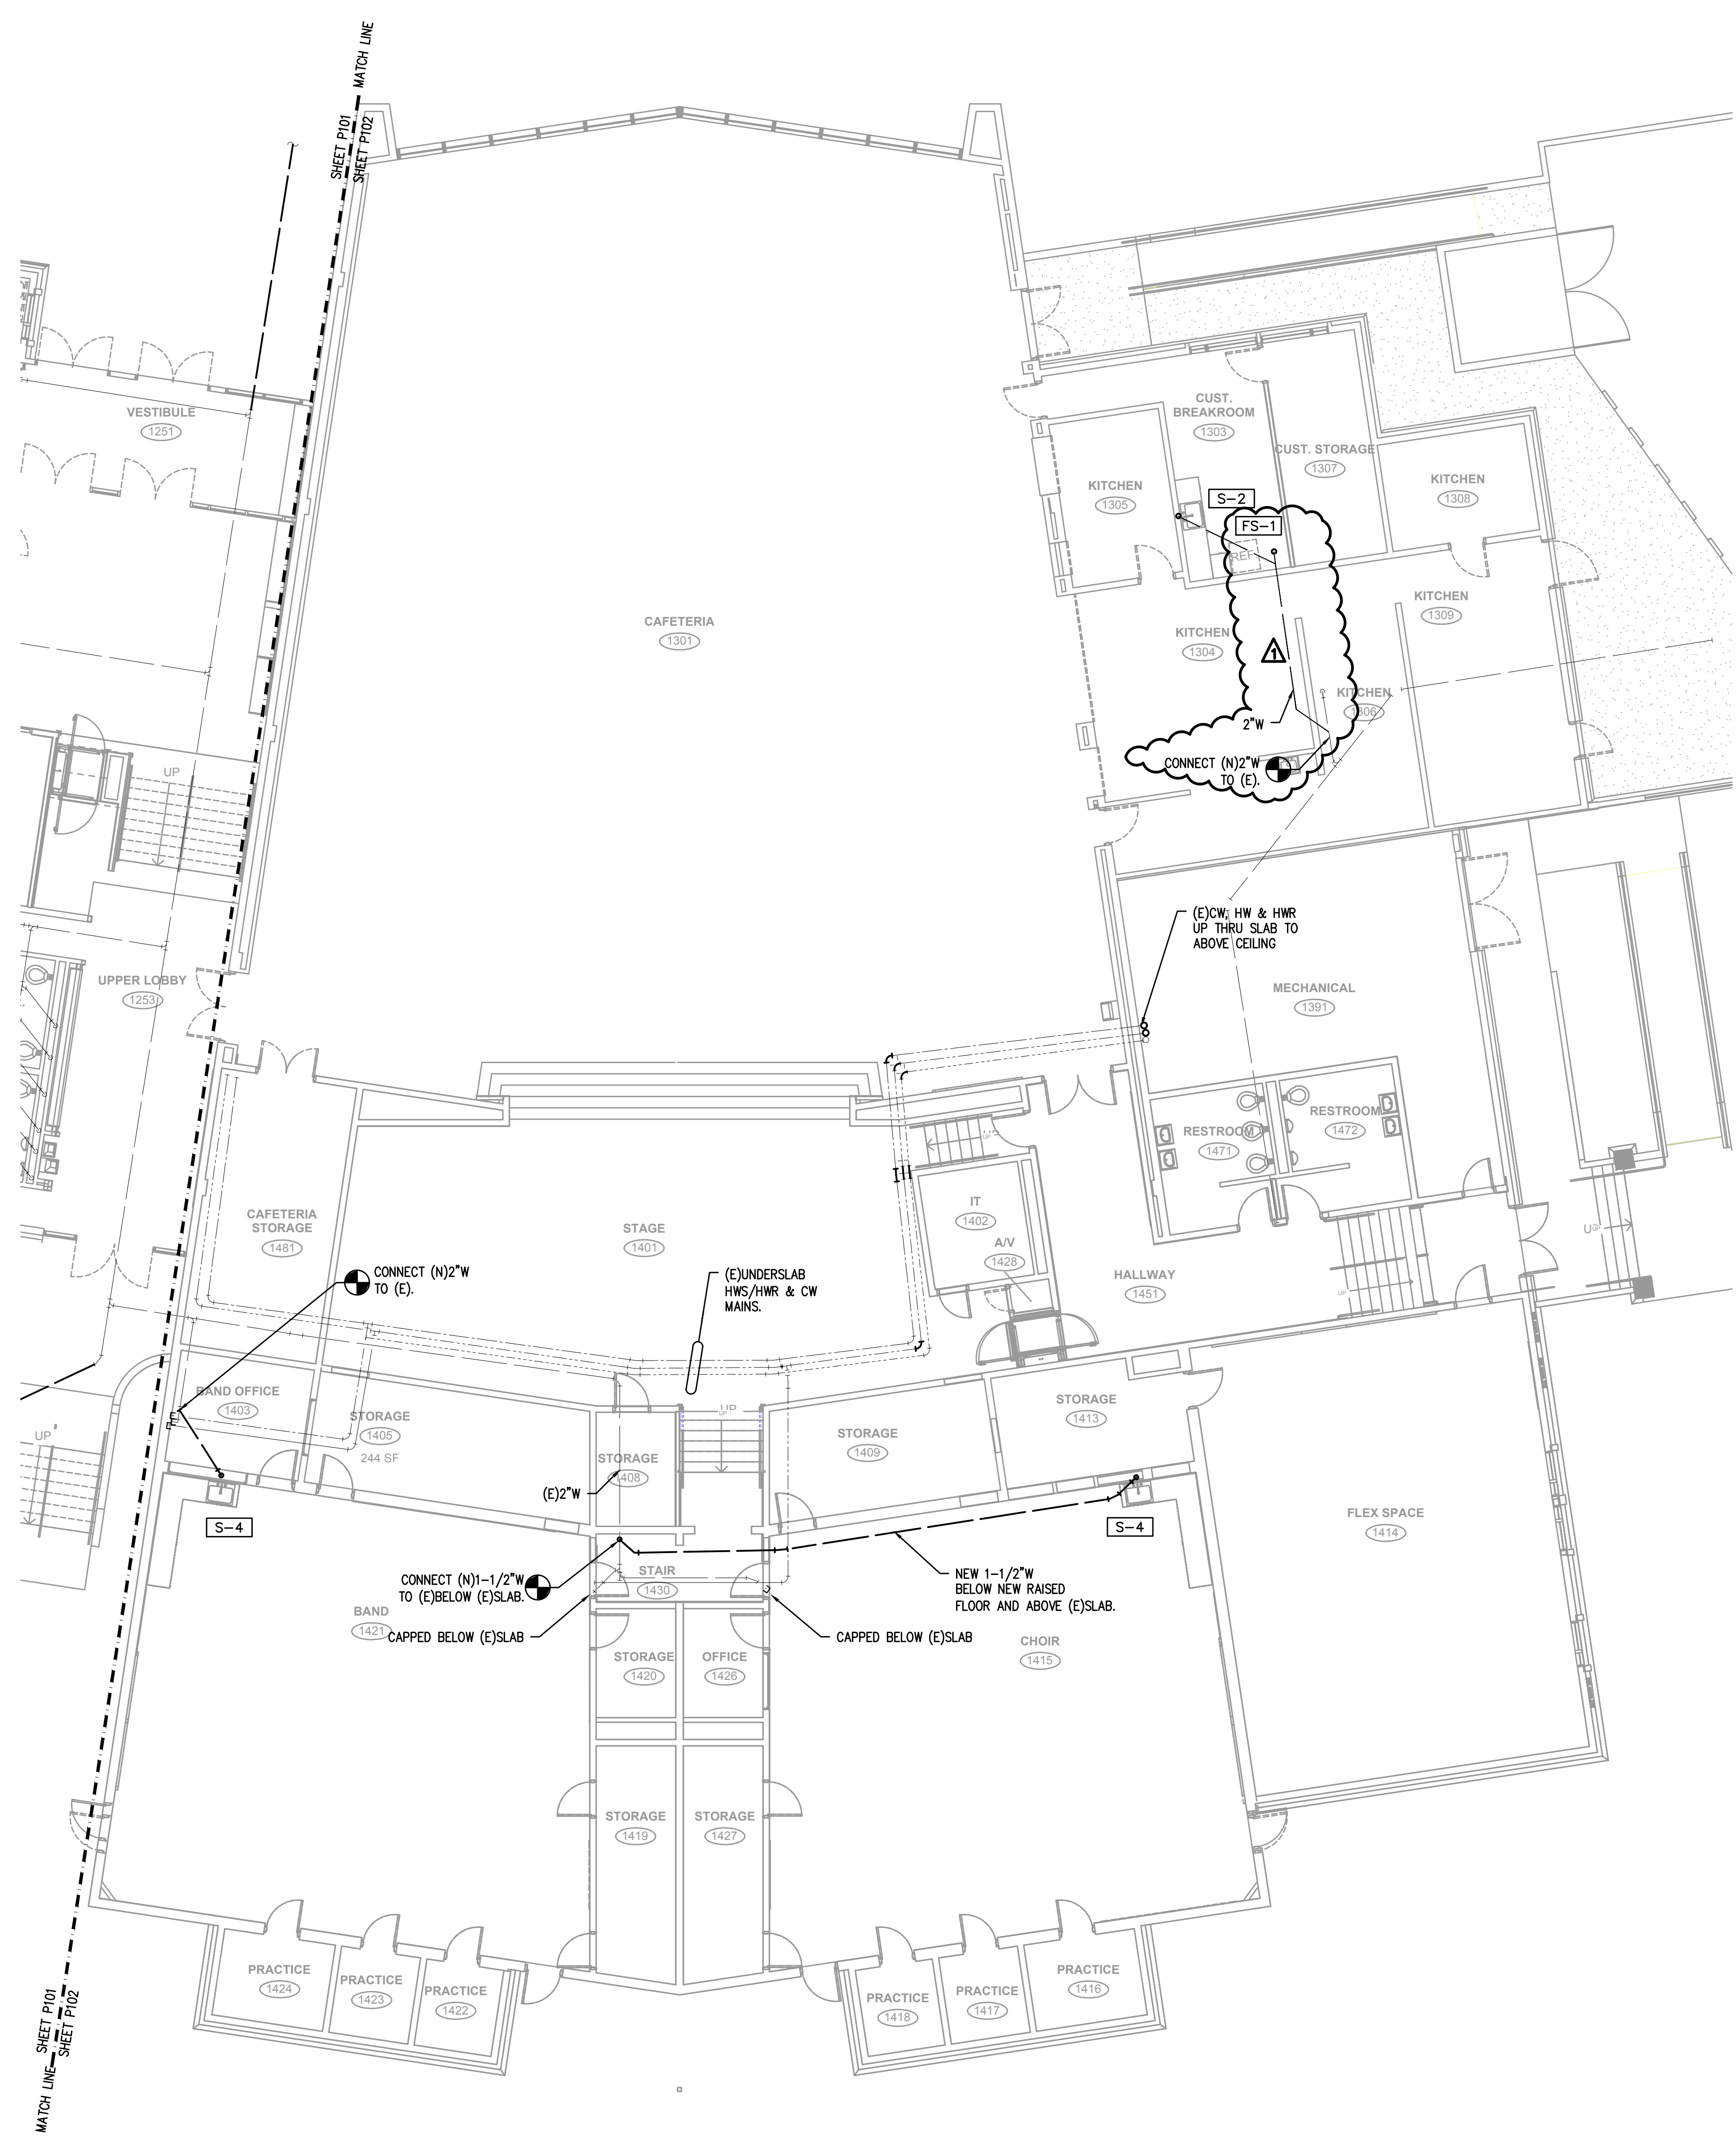 MATCH LINE
SHEET P101
SHEET P102
VESTIBULE
1251
CUST.
BREAKROOM
1303
CUST. STORAGE
1307
KITCHEN
1305
KITCHEN
1308
S-2
FS-1
REF
KITCHEN
1309
CAFETERIA
1301
KITCHEN
1304
1
KITCHEN
1306
2"W
CONNECT (N)2"W
TO (E).
UP
(E)CW, HW & HWR
UP THRU SLAB TO
ABOVE CEILING
UPPER LOBBY
1253
MECHANICAL
1391
RESTROOM
1472
RESTROOM
1471
UP
IT
1402
A/V
1428
CAFETERIA
STORAGE
1481
STAGE
1401
HALLWAY
1451
UP
CONNECT (N)2"W
TO (E).
(E)UNDERSLAB
HWS/HWR & CW
MAINS.
BAND OFFICE
1403
STORAGE
1405
244 SF
UP
UP
UP
STORAGE
1408
STORAGE
1409
STORAGE
1413
(E)2"W
S-4
S-4
FLEX SPACE
1414
CONNECT (N)1-1/2"W
TO (E)BELOW (E)SLAB.
STAIR
1430
NEW 1-1/2"W
BELOW NEW RAISED
FLOOR AND ABOVE (E)SLAB.
BAND
1421
CAPPED BELOW (E)SLAB
CAPPED BELOW (E)SLAB
CHOIR
1415
STORAGE
1420
OFFICE
1426
STORAGE
1419
STORAGE
1427
PRACTICE
1424
PRACTICE
1423
PRACTICE
1422
PRACTICE
1418
PRACTICE
1417
PRACTICE
1416
SHEET P101
SHEET P102
MATCH LINE